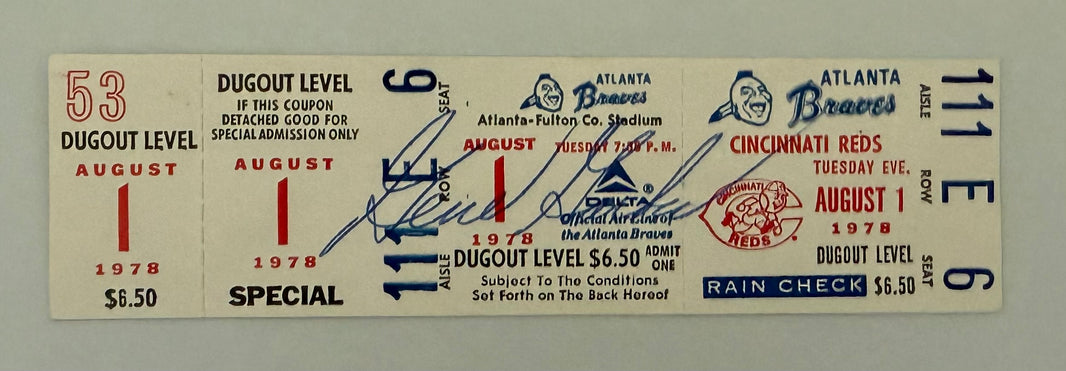 53
DUGOUT LEVEL
AUGUST
1
1978
$6.50
DUGOUT LEVEL
IF THIS COUPON
DETACHED GOOD FOR
SPECIAL ADMISSION ONLY
AUGUST
1
1978
SPECIAL
6
SEAT
E
ROW
111
AISLE
ATLANTA
Braves
Atlanta-Fulton Co. Stadium
AUGUST
1
1978
TUESDAY 7:38 P.M.
DELTA®
Official Air Line of
the Atlanta Braves
DUGOUT LEVEL $6.50 ADMIT ONE
Subject To The Conditions
Set Forth on The Back Hereof
Gene Garber
ATLANTA
Braves
CINCINNATI REDS
TUESDAY EVE.
AUGUST 1
1978
CINCINNATI
REDS
DUGOUT LEVEL
RAIN CHECK $6.50
AISLE
111
ROW
E
SEAT
6